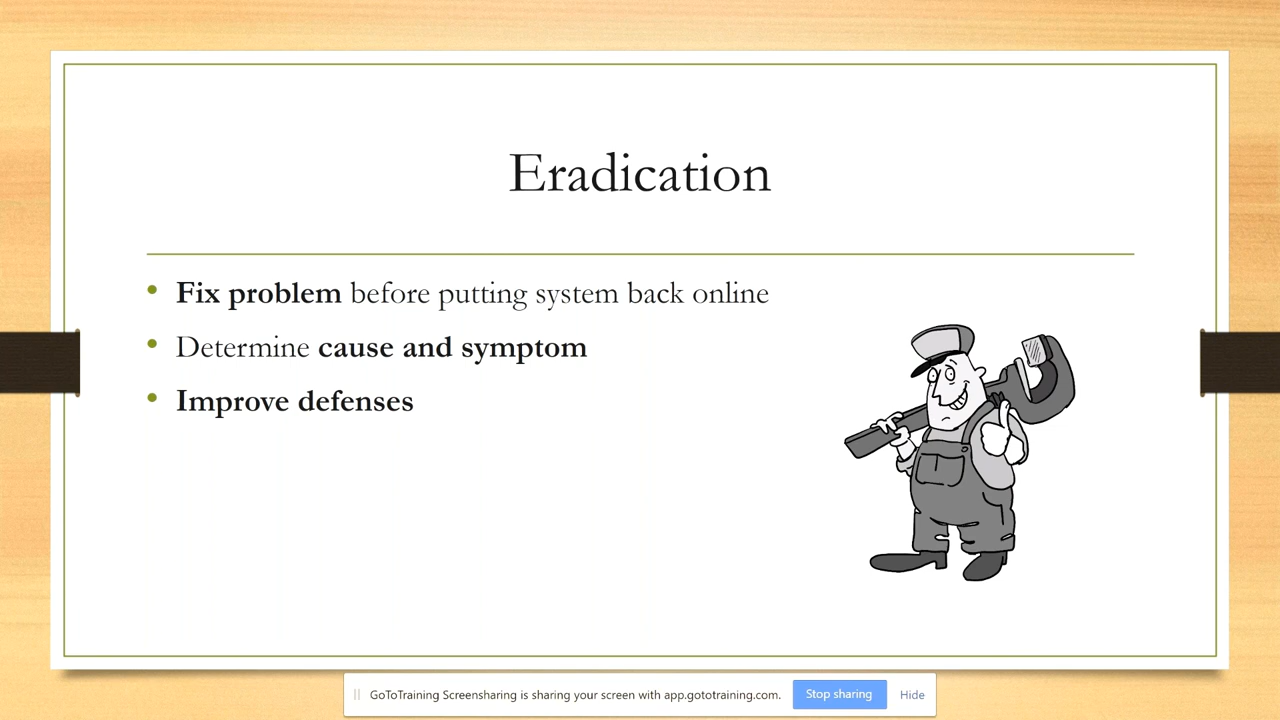 Eradication
• Fix problem before putting system back online
• Determine cause and symptom
• Improve defenses
GoToTraining Screensharing is sharing your screen with app.gototraining.com.
Stop sharing
Hide